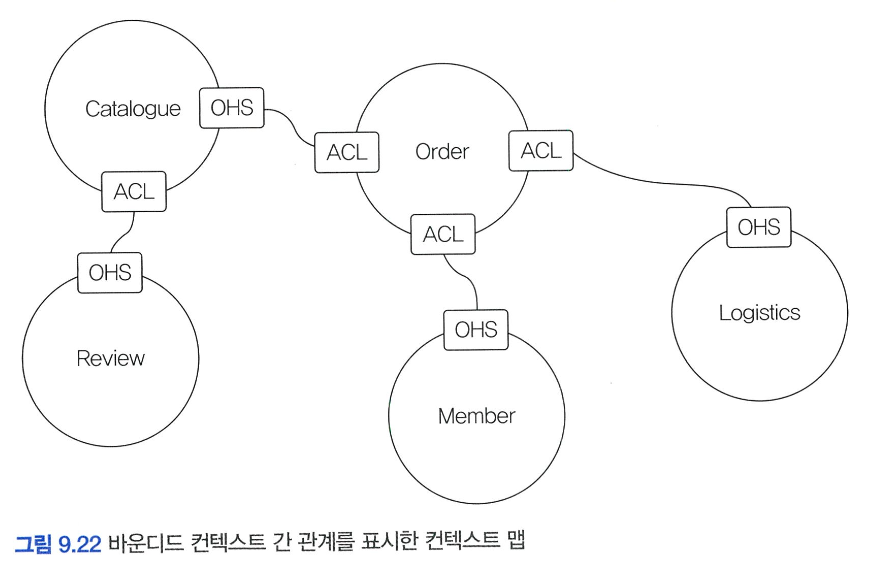 Catalogue
OHS
ACL
Order
ACL
ACL
OHS
ACL
OHS
Review
OHS
Member
Logistics
그림 9.22 바운디드 컨텍스트 간 관계를 표시한 컨텍스트 맵